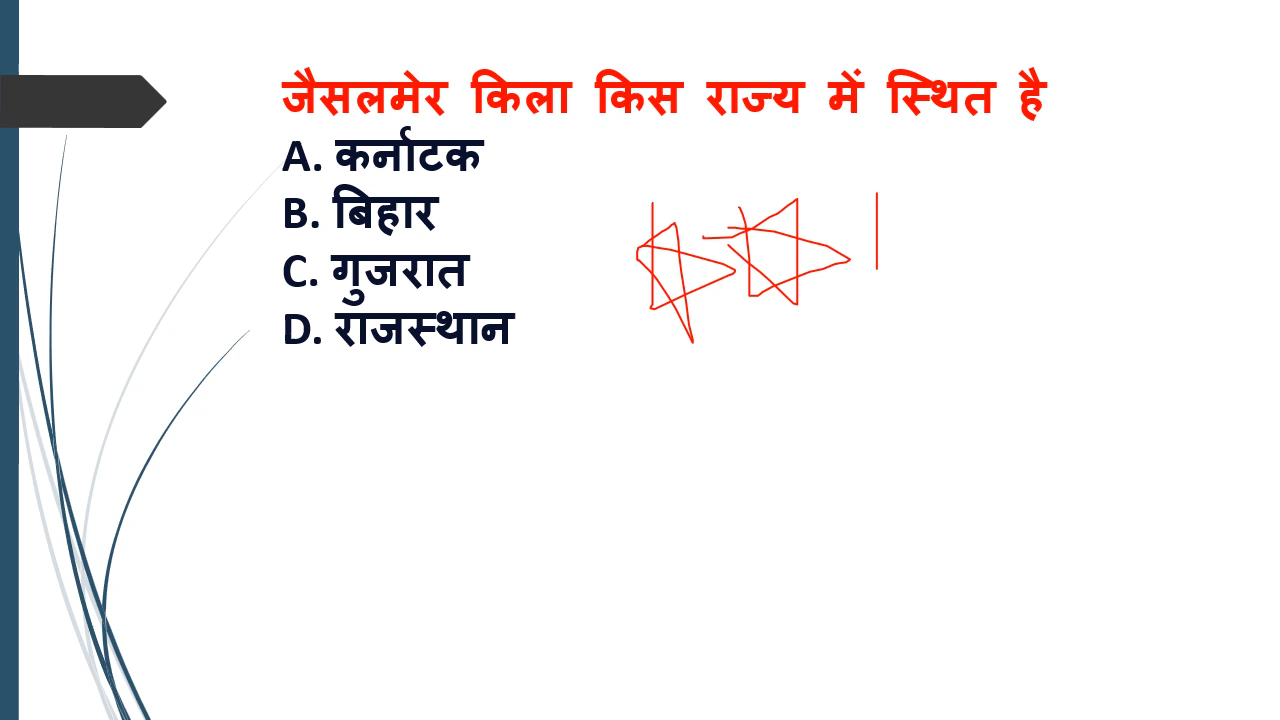 जैसलमेर किला किस राज्य में स्थित है
A. कर्नाटक
B. बिहार
C. गुजरात
D. राजस्थान